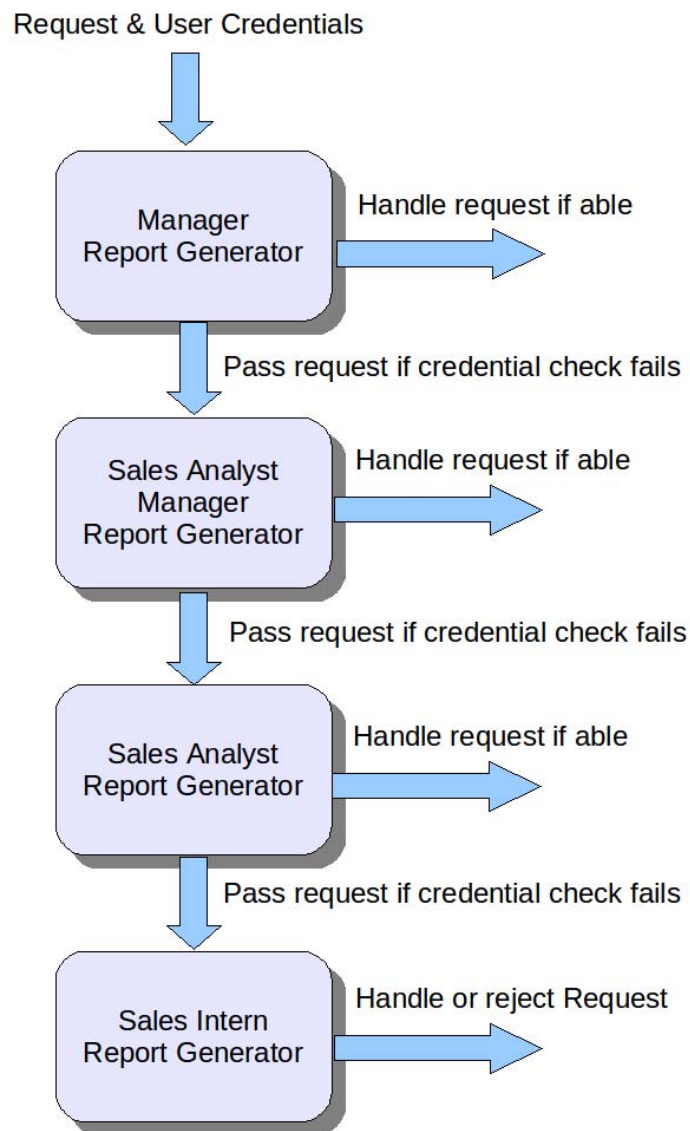 Request & User Credentials
Manager
Report Generator
Handle request if able
Pass request if credential check fails
Sales Analyst
Manager
Report Generator
Handle request if able
Pass request if credential check fails
Sales Analyst
Report Generator
Handle request if able
Pass request if credential check fails
Sales Intern
Report Generator
Handle or reject Request